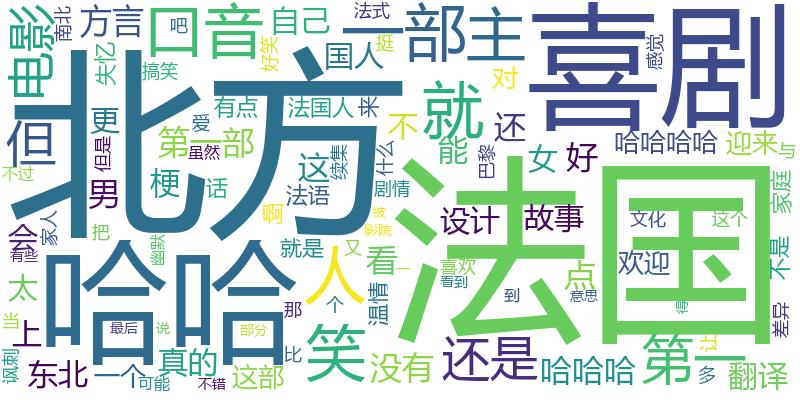 电影
南北
方言
口音
吧
自己
法式
一部
主
喜剧
感觉
失忆
搞笑
好笑
国人
挺
北方
但
更
但是
有点
法国人
来
就
对
不
还
第一部
爱
虽然
这
续集
什么
能
巴黎
女
好
哈哈哈哈
迎来
与
不过
男
梗
话
法语
剧情
法国
家庭
会
家人
把
幽默
啊
被
影院
设计
故事
文化
这个
有些
哈哈
就是
又
看
一
喜欢
看到
点
欢迎
不是
太
人
温情
那
个
到
意思
得
差异
当
上
最后
说
部分
比
笑
没有
还是
哈哈哈
第一
让
多
翻译
讽刺
东北
一个
可能
真的
不错
这部